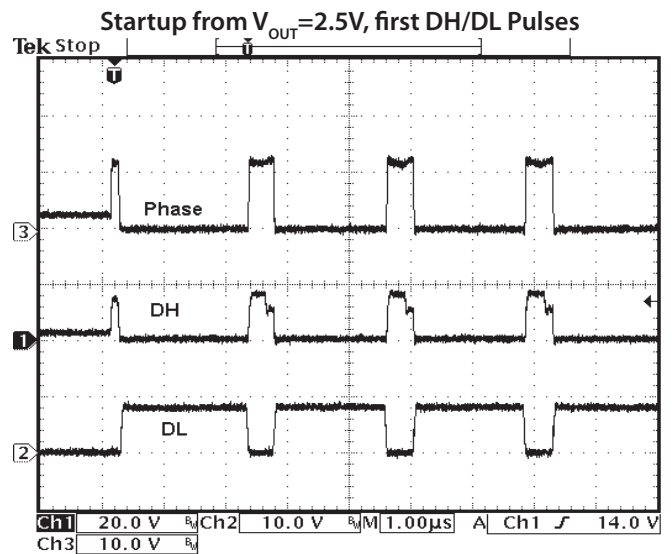 Startup from VOUT=2.5V, first DH/DL Pulses
Tek Stop
T
T
Phase
3
DH
1
DL
2
Ch1 20.0 V BW Ch2 10.0 V BW M 1.00µs A Ch1 ƒ 14.0 V
Ch3 10.0 V BW